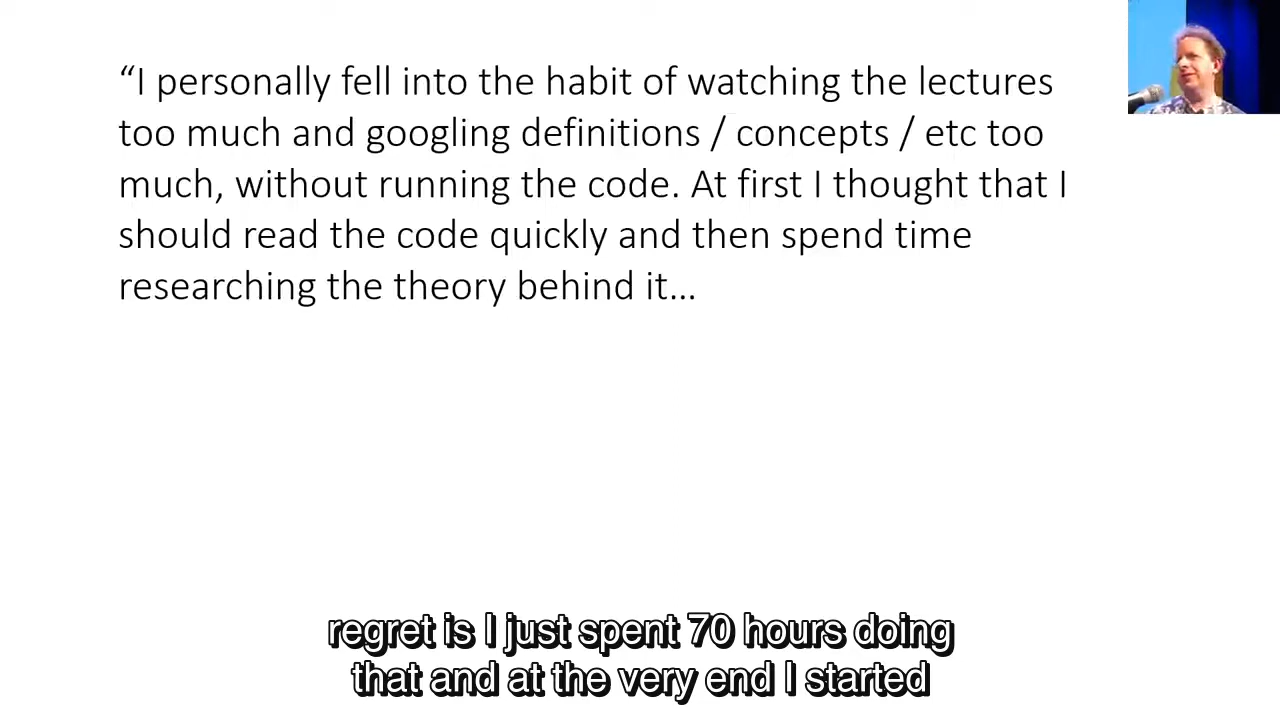 “I personally fell into the habit of watching the lectures
too much and googling definitions / concepts / etc too
much, without running the code. At first I thought that I
should read the code quickly and then spend time
researching the theory behind it…
regret is I just spent 70 hours doing
that and at the very end I started